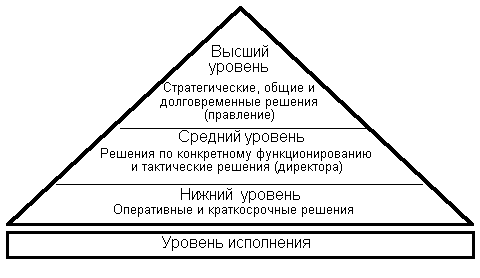 Высший
уровень
Стратегические, общие и
долговременные решения
(правление)
Средний уровень
Решения по конкретному функционированию
и тактические решения (директора)
Нижний уровень
Оперативные и краткосрочные решения
Уровень исполнения